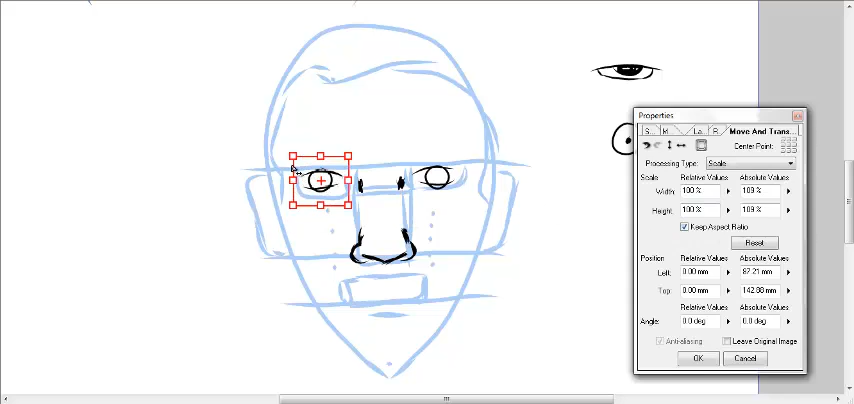 Properties
S... M... La... B... Move And Trans...
Center Point:
Processing Type: Scale
Scale Relative Values Absolute Values
Width: 100 % 109 %
Height: 100 % 109 %
Keep Aspect Ratio
Reset
Position Relative Values Absolute Values
Left: 0.00 mm 87.21 mm
Top: 0.00 mm 142.88 mm
Relative Values Absolute Values
Angle: 0.0 deg 0.0 deg
Anti-aliasing Leave Original Image
OK Cancel